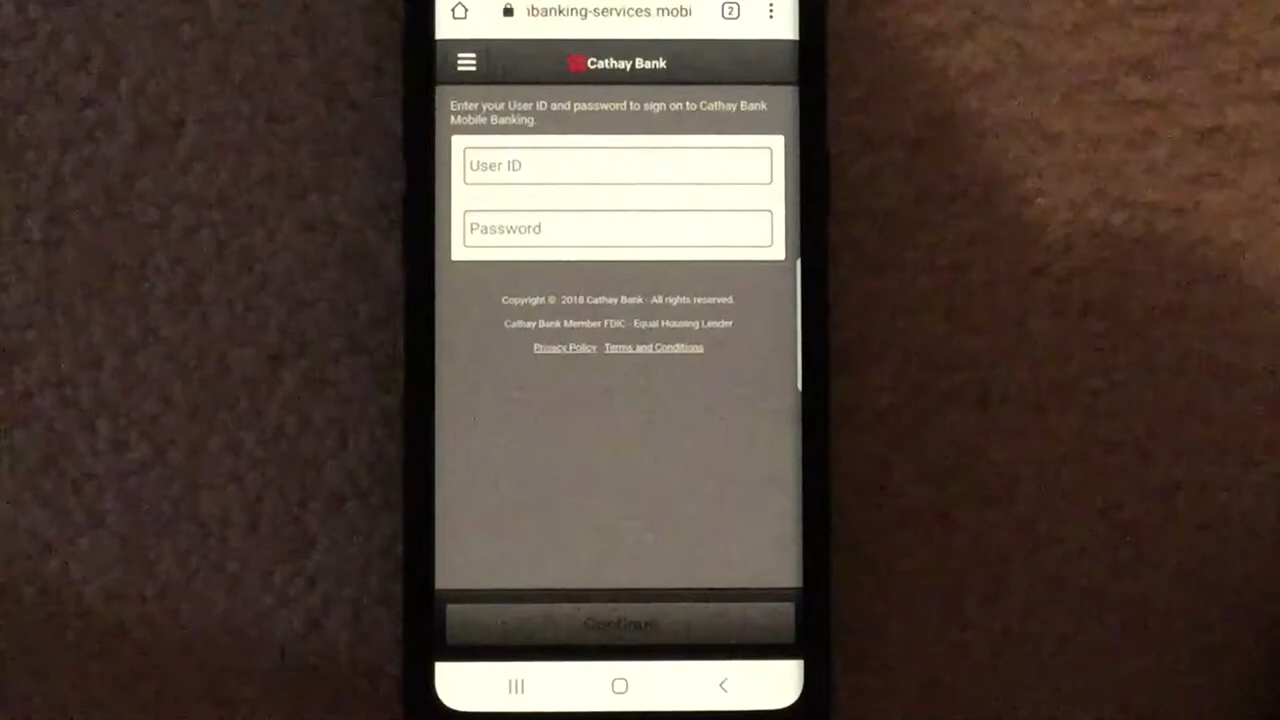 banking-services.mobi
2
Cathay Bank
Enter your User ID and password to sign on to Cathay Bank
Mobile Banking.
User ID
Password
Copyright © 2018 Cathay Bank - All rights reserved.
Cathay Bank Member FDIC - Equal Housing Lender
Privacy Policy Terms and Conditions
Continue